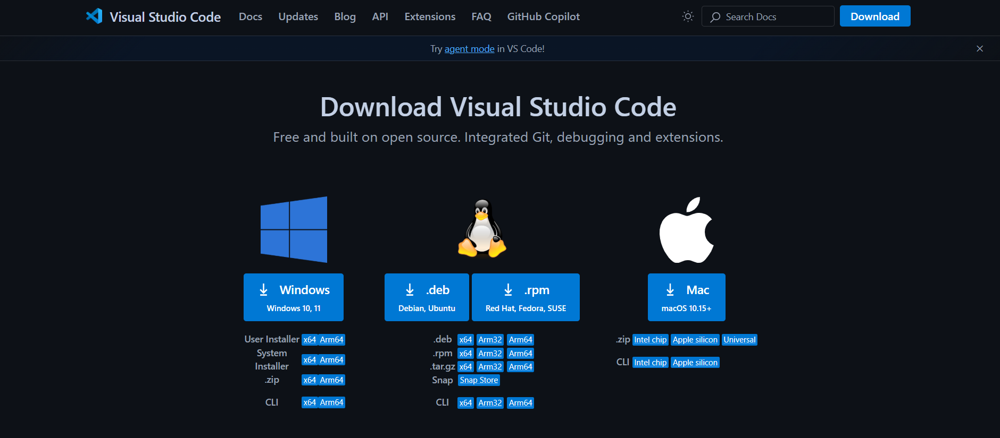 Visual Studio Code Docs Updates Blog API Extensions FAQ GitHub Copilot Search Docs Download
Try agent mode in VS Code!
Download Visual Studio Code
Free and built on open source. Integrated Git, debugging and extensions.
Windows
Windows 10, 11
User Installer x64 Arm64
System
Installer x64 Arm64
.zip x64 Arm64
CLI x64 Arm64
.deb
Debian, Ubuntu
.rpm
Red Hat, Fedora, SUSE
.deb x64 Arm32 Arm64
.rpm x64 Arm32 Arm64
.tar.gz x64 Arm32 Arm64
Snap Snap Store
CLI x64 Arm32 Arm64
Mac
macOS 10.15+
.zip Intel chip Apple silicon Universal
CLI Intel chip Apple silicon